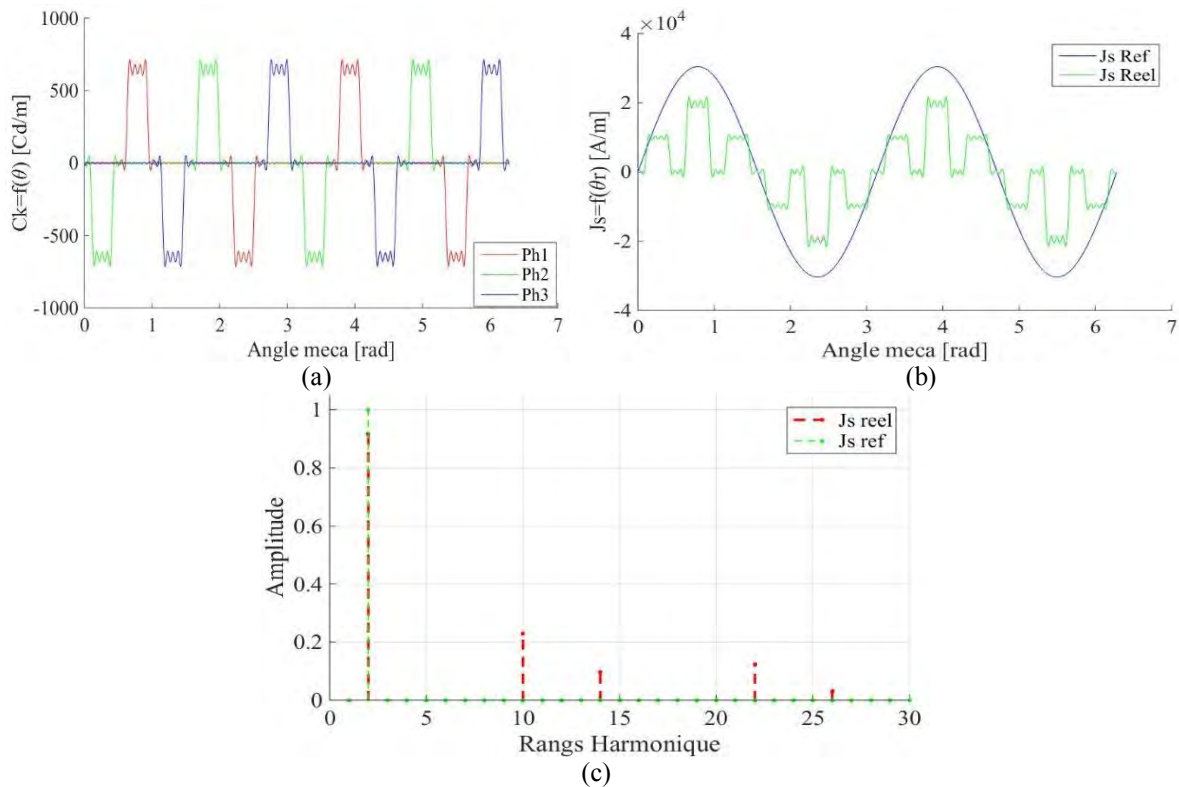 1000
500
0
-500
-1000
Ck=f(θ) [Cd/m]
0 1 2 3 4 5 6 7
Angle meca [rad]
Ph1
Ph2
Ph3
(a)
×10⁴
4
2
0
-2
-4
Js=f(θr) [A/m]
0 1 2 3 4 5 6 7
Angle meca [rad]
Js Ref
Js Reel
(b)
1
0.8
0.6
0.4
0.2
0
Amplitude
0 5 10 15 20 25 30
Rangs Harmonique
Js reel
Js ref
(c)